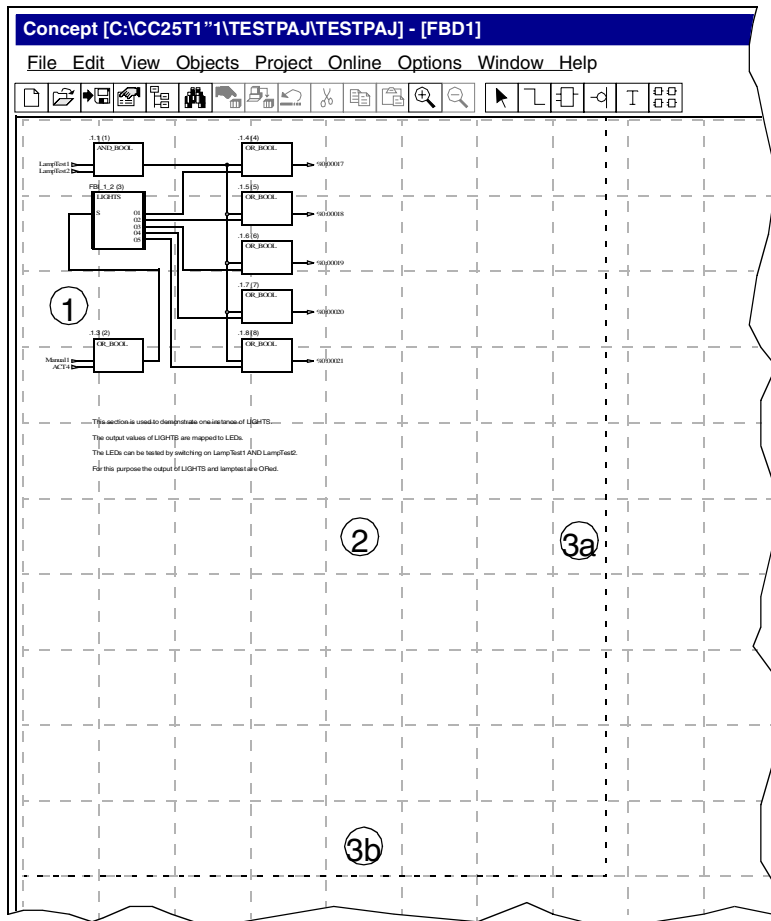 Concept [C:\CC25T1"1\TESTPAJ\TESTPAJ] - [FBD1]
File Edit View Objects Project Online Options Window Help
T
.1.1 (1)
AND_BOOL
LampTest1
LampTest2
.1.4 (4)
OR_BOOL
%0:00017
FBI_1_2 (3)
LIGHTS
S
01
02
03
04
05
.1.5 (5)
OR_BOOL
%0:00018
.1.6 (6)
OR_BOOL
%0:00019
1
.1.7 (7)
OR_BOOL
%0:00020
.1.3 (2)
OR_BOOL
Manual1
ACT4
.1.8 (8)
OR_BOOL
%0:00021
This section is used to demonstrate one instance of LIGHTS.
The output values of LIGHTS are mapped to LEDs.
The LEDs can be tested by switching on LampTest1 AND LampTest2.
For this purpose the output of LIGHTS and lamptest are ORed.
2
3a
3b